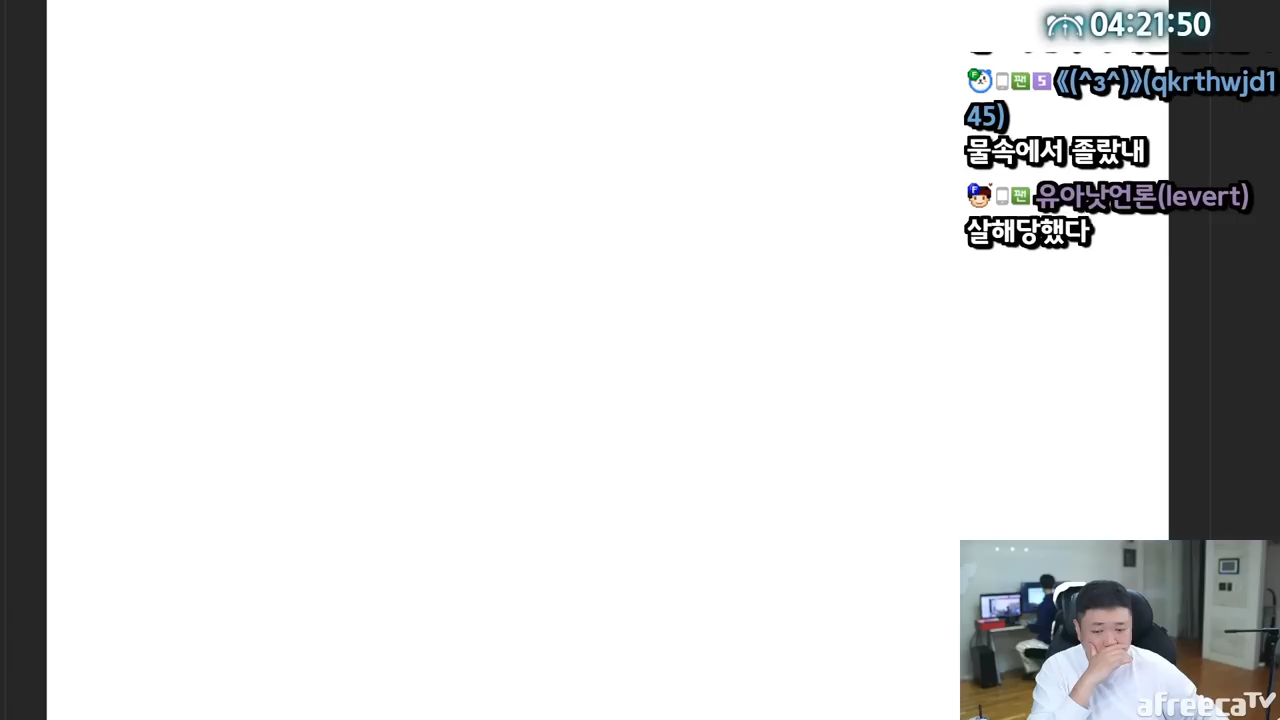 04:21:50
《(^з^)》(qkrthwjd1
45)
물속에서 졸랐내
유아낫언론(levert)
살해당했다
afreecaTV